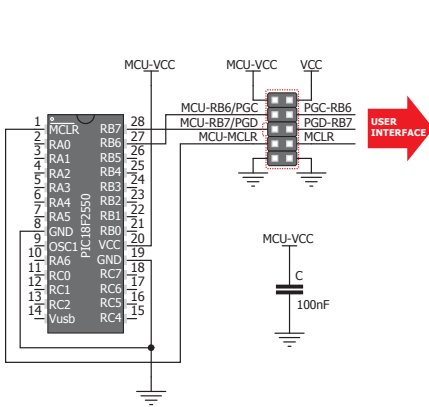 MCU-VCC
MCU-VCC
VCC
MCU-RB6/PGC
PGC-RB6
MCU-RB7/PGD
PGD-RB7
MCU-MCLR
MCLR
USER
INTERFACE
1 MCLR RB7 28
2 RA0 RB6 27
3 RA1 RB5 26
4 RA2 RB4 25
5 RA3 RB3 24
6 RA4 RB2 23
7 RA5 RB1 22
8 GND RB0 21
9 OSC1 VCC 20
10 RA6 GND 19
11 RC0 RC7 18
12 RC1 RC6 17
13 RC2 RC5 16
14 Vusb RC4 15
PIC18F2550
MCU-VCC
C
100nF